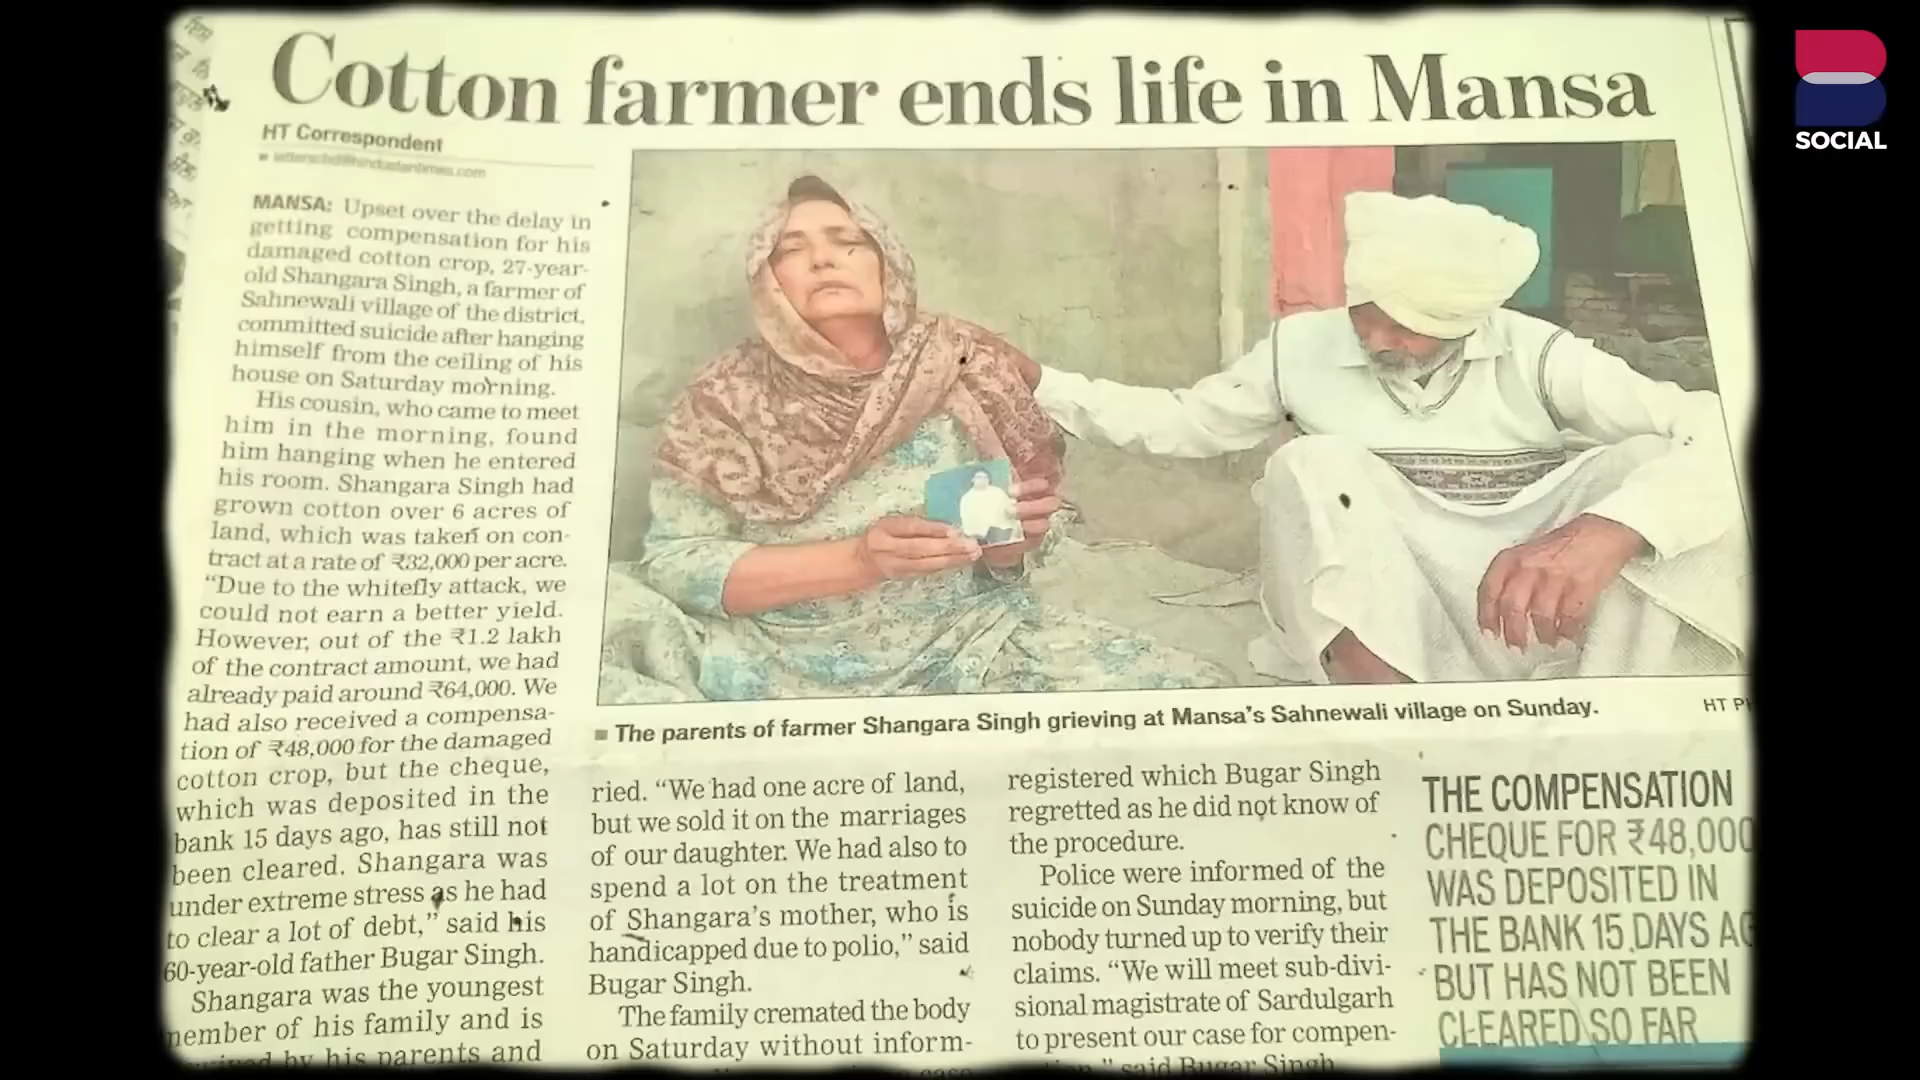 Cotton farmer ends life in Mansa
HT Correspondent
MANSA: Upset over the delay in
getting compensation for his
damaged cotton crop, 27-year-
old Shangara Singh, a farmer of
Sahnewali village of the district,
committed suicide after hanging
himself from the ceiling of his
house on Saturday morning.
His cousin, who came to meet
him in the morning, found
him hanging when he entered
his room. Shangara Singh had
grown cotton over 6 acres of
land, which was taken on con-
tract at a rate of ₹32,000 per acre.
“Due to the whitefly attack, we
could not earn a better yield.
However, out of the ₹1.2 lakh
of the contract amount, we had
already paid around ₹64,000. We
had also received a compensa-
tion of ₹48,000 for the damaged
cotton crop, but the cheque,
which was deposited in the
bank 15 days ago, has still not
been cleared. Shangara was
under extreme stress as he had
to clear a lot of debt,” said his
60-year-old father Bugar Singh.
Shangara was the youngest
member of his family and is
by his parents and
The parents of farmer Shangara Singh grieving at Mansa's Sahnewali village on Sunday.
HT
ried. “We had one acre of land,
but we sold it on the marriages
of our daughter. We had also to
spend a lot on the treatment
of Shangara's mother, who is
handicapped due to polio,” said
Bugar Singh.
The family cremated the body
on Saturday without inform-
case
registered which Bugar Singh
regretted as he did not know of
the procedure.
Police were informed of the
suicide on Sunday morning, but
nobody turned up to verify their
claims. “We will meet sub-divi-
sional magistrate of Sardulgarh
to present our case for compen-
said Bugar Singh
THE COMPENSATION
CHEQUE FOR ₹48,000
WAS DEPOSITED IN
THE BANK 15 DAYS AG
BUT HAS NOT BEEN
CLEARED SO FAR
SOCIAL